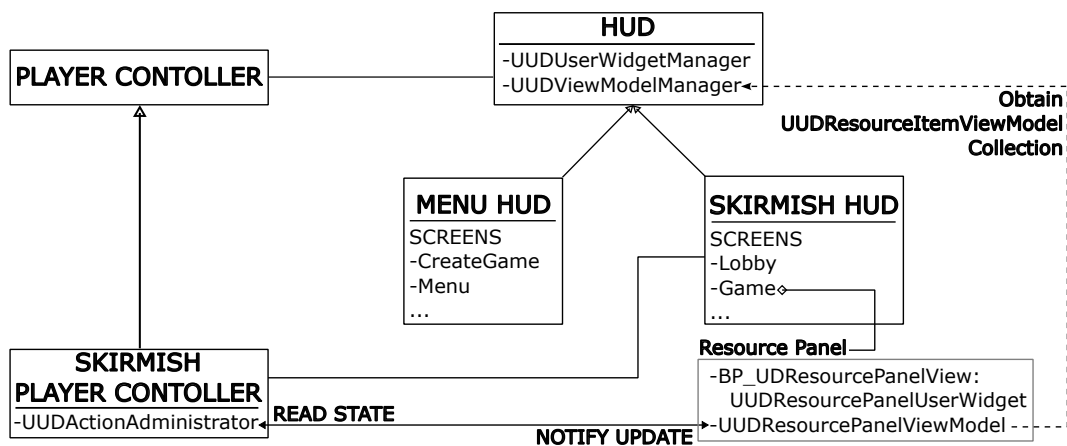 HUD
-UUDUserWidgetManager
-UUDViewModelManager
PLAYER CONTOLLER
Obtain
UUDResourceItemViewModel
Collection
MENU HUD
SCREENS
-CreateGame
-Menu
...
SKIRMISH HUD
SCREENS
-Lobby
-Game
...
Resource Panel
SKIRMISH
PLAYER CONTOLLER
-UUDActionAdministrator
READ STATE
NOTIFY UPDATE
-BP_UDResourcePanelView:
UUDResourcePanelUserWidget
-UUDResourcePanelViewModel